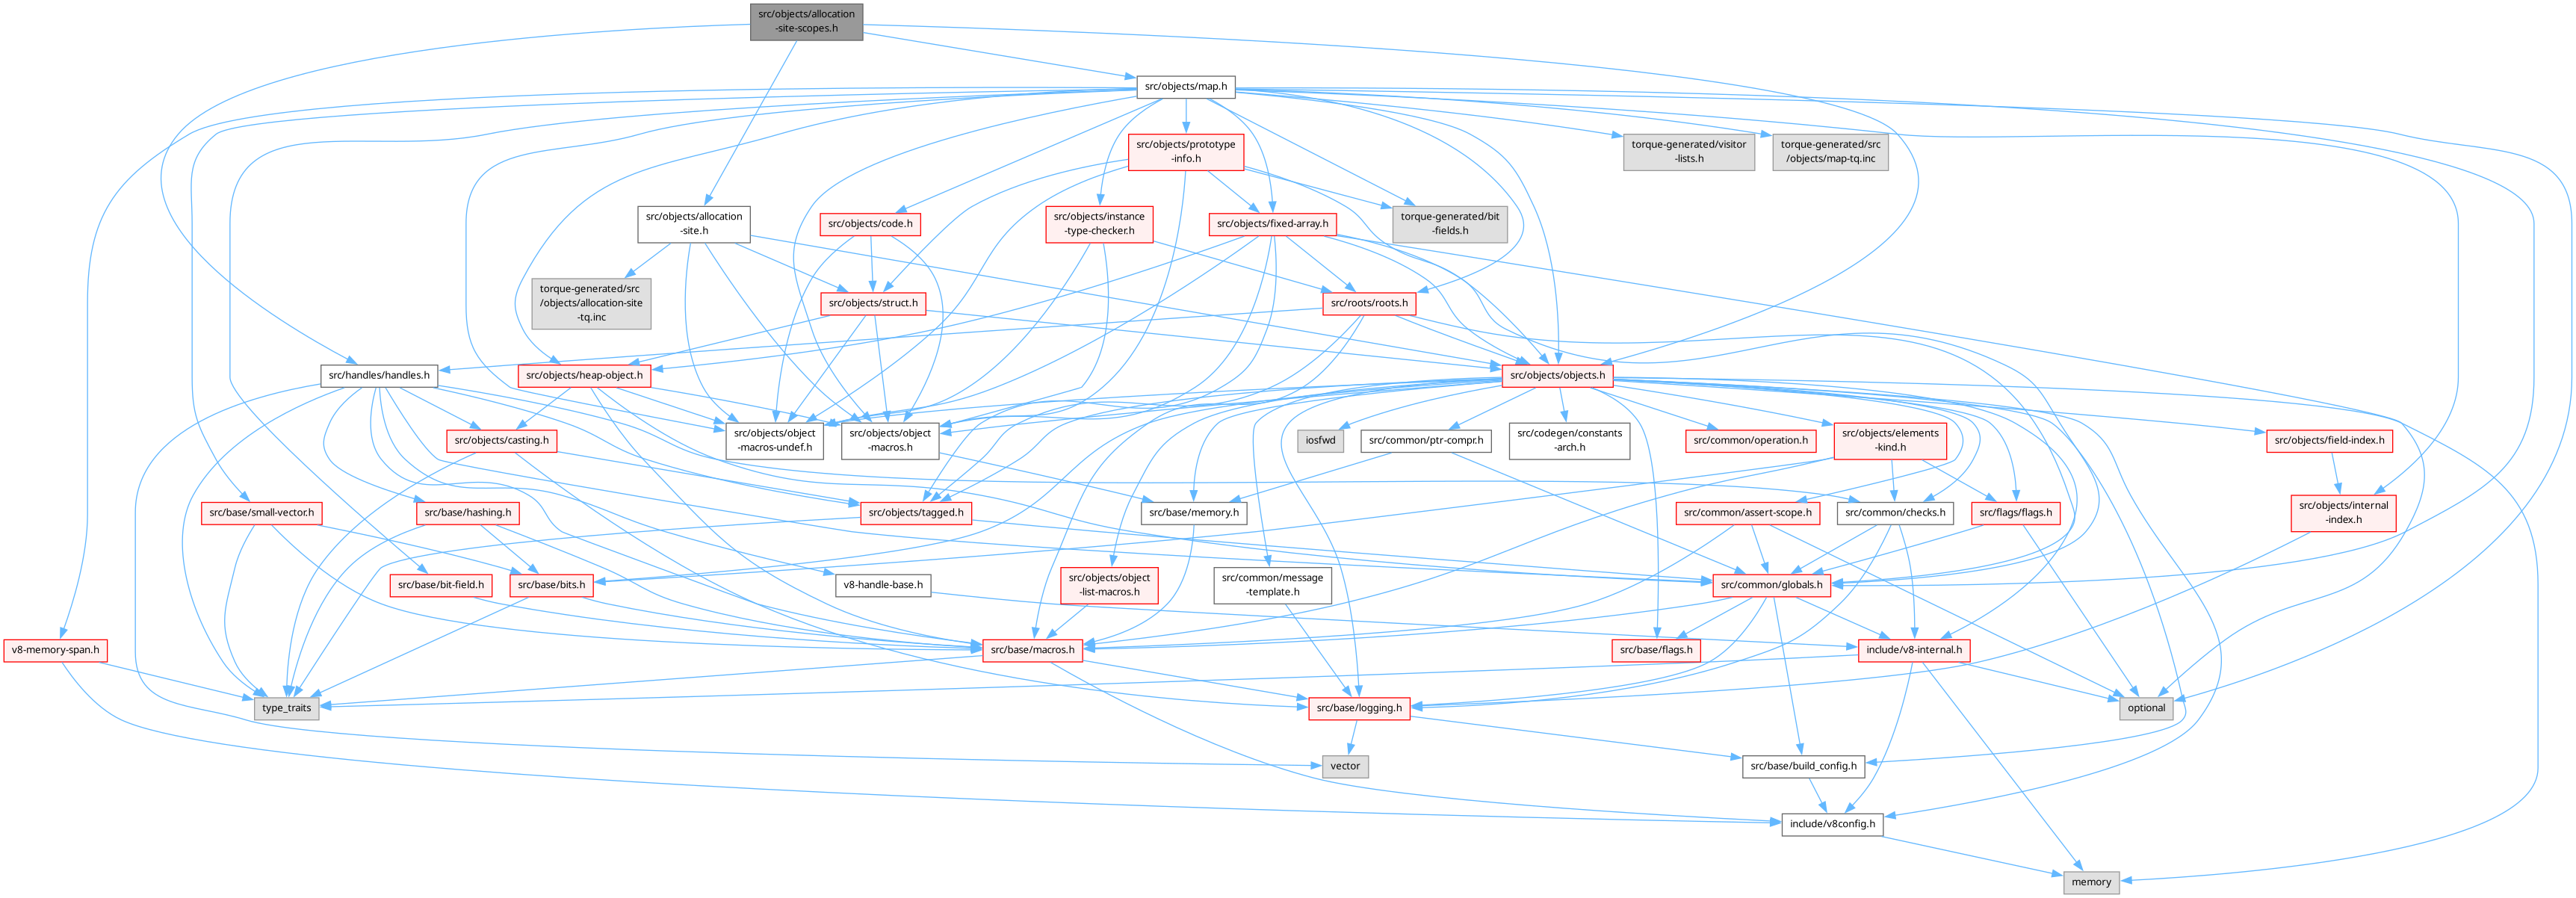 src/objects/allocation
-site-scopes.h
src/objects/map.h
src/objects/prototype
-info.h
torque-generated/visitor
-lists.h
torque-generated/src
/objects/map-tq.inc
src/objects/allocation
-site.h
src/objects/code.h
src/objects/instance
-type-checker.h
src/objects/fixed-array.h
torque-generated/bit
-fields.h
torque-generated/src
/objects/allocation-site
-tq.inc
src/objects/struct.h
src/roots/roots.h
src/handles/handles.h
src/objects/heap-object.h
src/objects/objects.h
src/objects/casting.h
src/objects/object
-macros-undef.h
src/objects/object
-macros.h
iosfwd
src/common/ptr-compr.h
src/codegen/constants
-arch.h
src/common/operation.h
src/objects/elements
-kind.h
src/objects/field-index.h
src/base/small-vector.h
src/base/hashing.h
src/objects/tagged.h
src/base/memory.h
src/common/assert-scope.h
src/common/checks.h
src/flags/flags.h
src/objects/internal
-index.h
src/base/bit-field.h
src/base/bits.h
v8-handle-base.h
src/objects/object
-list-macros.h
src/common/message
-template.h
src/common/globals.h
v8-memory-span.h
src/base/macros.h
src/base/flags.h
include/v8-internal.h
type_traits
src/base/logging.h
optional
vector
src/base/build_config.h
include/v8config.h
memory